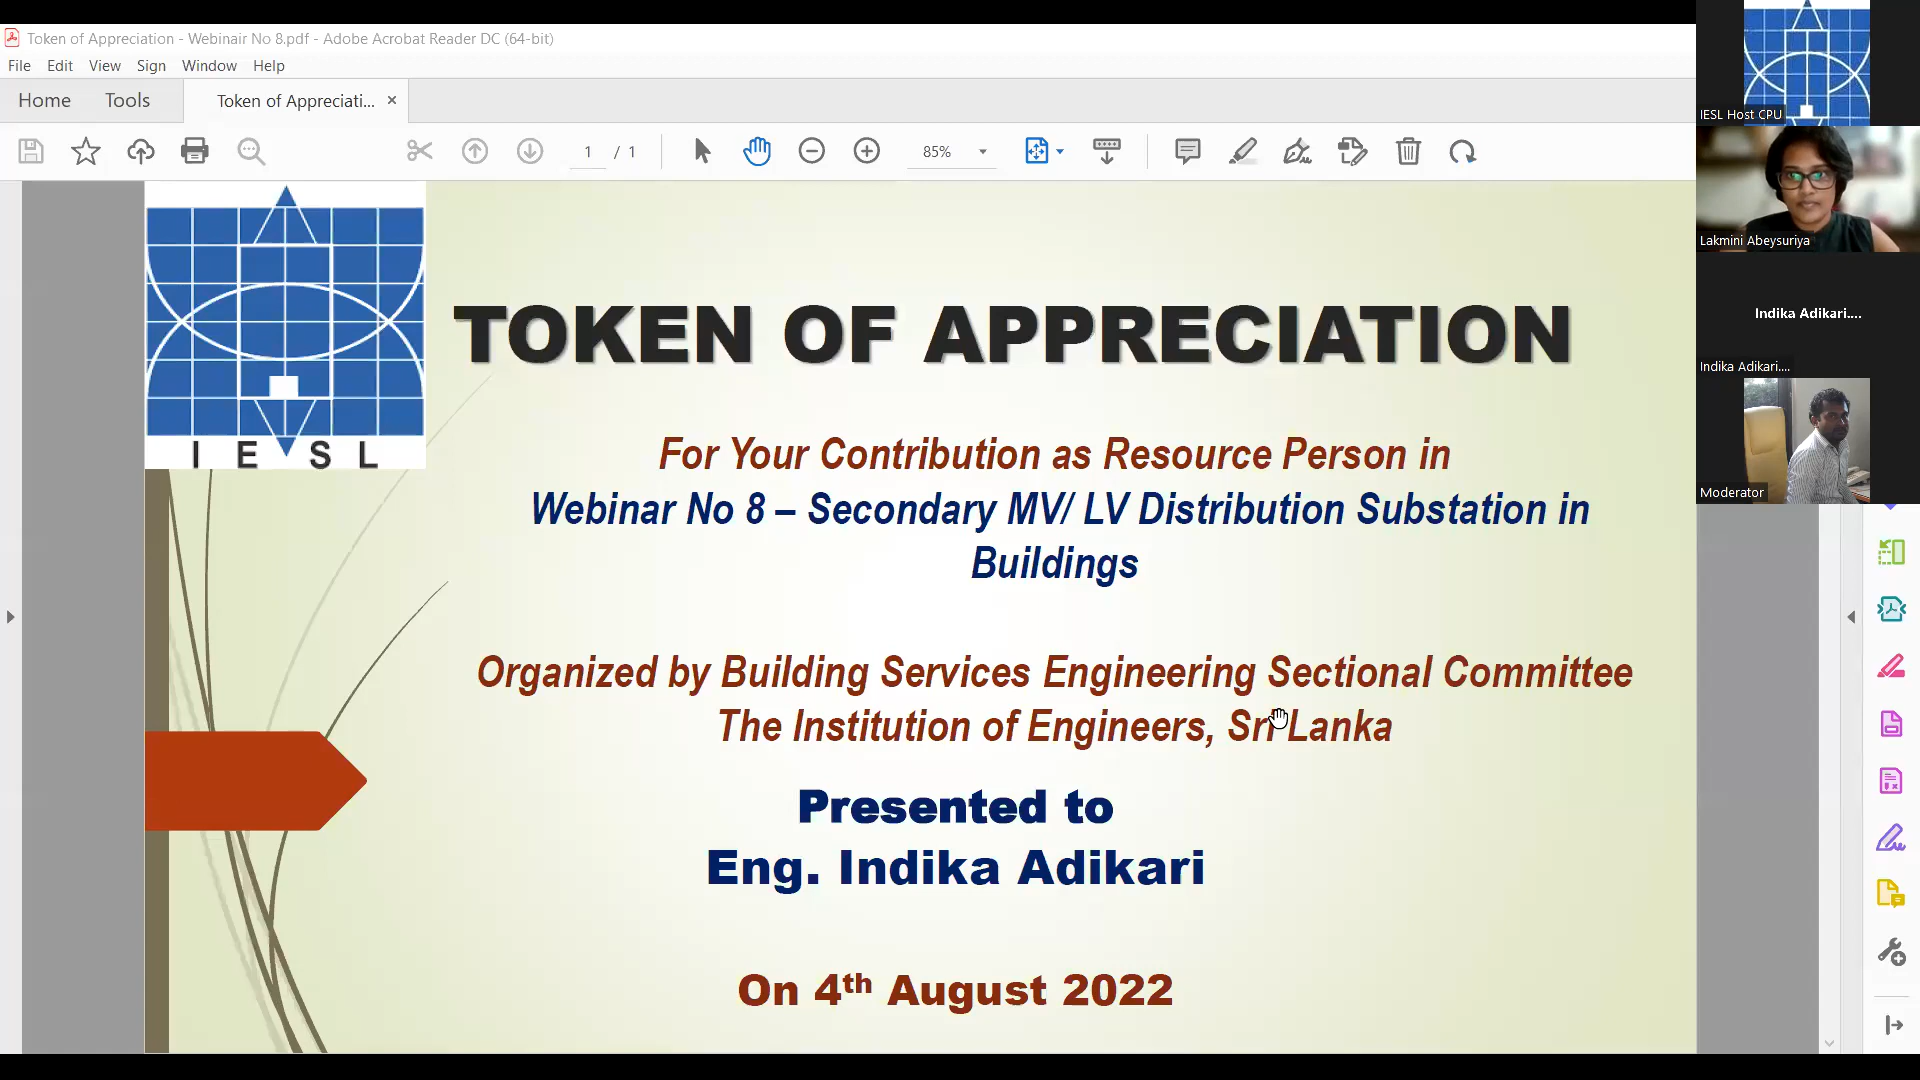 Token of Appreciation - Webinair No 8.pdf - Adobe Acrobat Reader DC (64-bit)
File Edit View Sign Window Help
Home Tools Token of Appreciati... ×
1 / 1 85%
IESL Host CPU
Lakmini Abeysuriya
Indika Adikari....
Indika Adikari....
Moderator
I E S L
TOKEN OF APPRECIATION
For Your Contribution as Resource Person in
Webinar No 8 – Secondary MV/ LV Distribution Substation in
Buildings
Organized by Building Services Engineering Sectional Committee
The Institution of Engineers, Sri Lanka
Presented to
Eng. Indika Adikari
On 4th August 2022